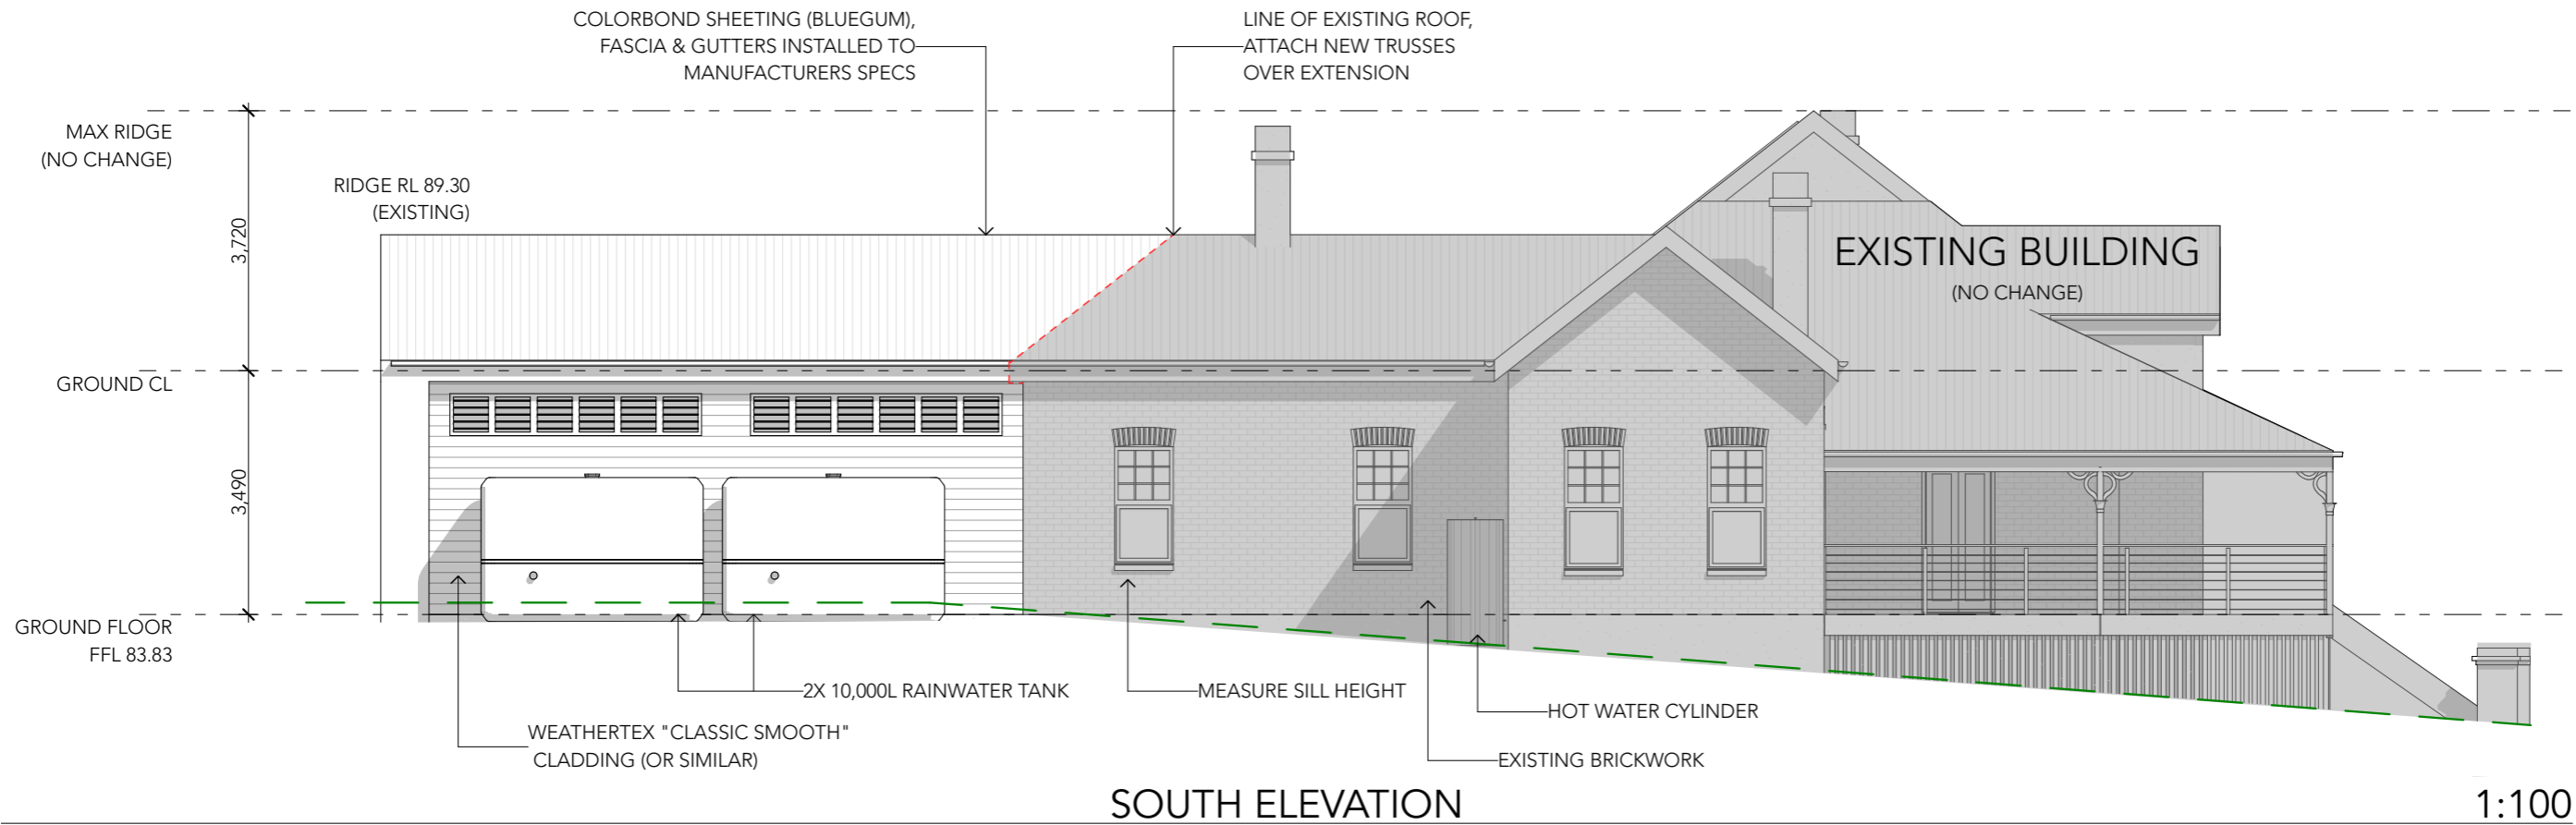 COLORBOND SHEETING (BLUEGUM),
FASCIA & GUTTERS INSTALLED TO
MANUFACTURERS SPECS
LINE OF EXISTING ROOF,
ATTACH NEW TRUSSES
OVER EXTENSION
MAX RIDGE
(NO CHANGE)
RIDGE RL 89.30
(EXISTING)
3,720
EXISTING BUILDING
(NO CHANGE)
GROUND CL
3,490
GROUND FLOOR
FFL 83.83
2X 10,000L RAINWATER TANK
MEASURE SILL HEIGHT
HOT WATER CYLINDER
WEATHERTEX "CLASSIC SMOOTH"
CLADDING (OR SIMILAR)
EXISTING BRICKWORK
SOUTH ELEVATION
1:100